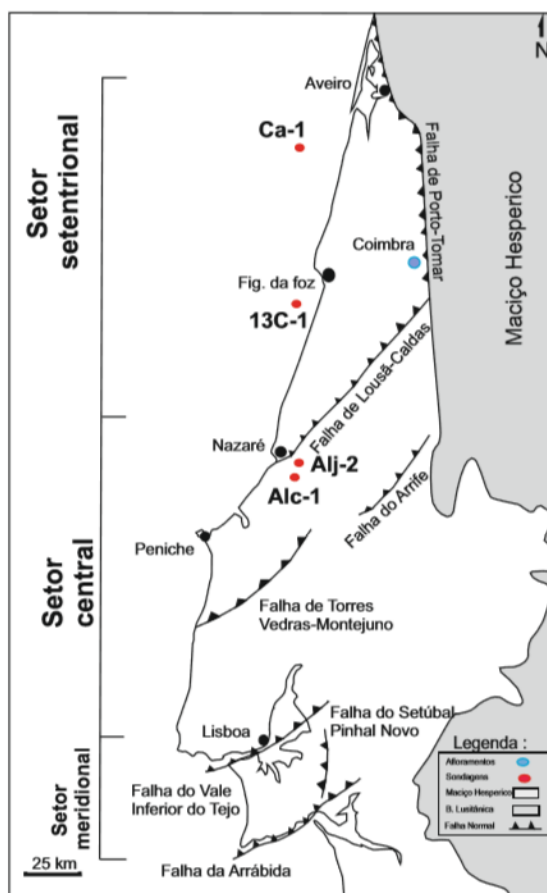 N
Aveiro
Ca-1
Setor
setentrional
Falha de Porto-Tomar
Maciço Hesperico
Coimbra
Fig. da foz
13C-1
Falha de Lousã-Caldas
Nazaré
Alj-2
Alc-1
Falha do Arrife
Peniche
Setor
central
Falha de Torres
Vedras-Montejuno
Lisboa
Falha do Setúbal
Pinhal Novo
Falha do Vale
Inferior do Tejo
Setor
meridional
Falha da Arrábida
25 km
Legenda :
Afloramentos
Sondagens
Maciço Hesperico
B. Lusitânica
Falha Normal